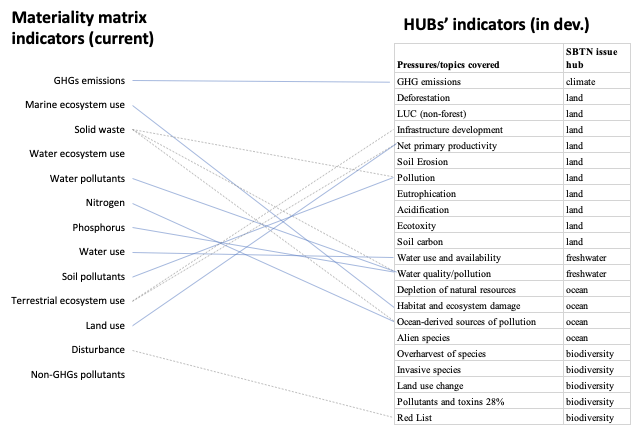 Materiality matrix
indicators (current)
HUBs' indicators (in dev.)
GHGs emissions
Marine ecosystem use
Solid waste
Water ecosystem use
Water pollutants
Nitrogen
Phosphorus
Water use
Soil pollutants
Terrestrial ecosystem use
Land use
Disturbance
Non-GHGs pollutants
Pressures/topics covered SBTN issue hub
GHG emissions climate
Deforestation land
LUC (non-forest) land
Infrastructure development land
Net primary productivity land
Soil Erosion land
Pollution land
Eutrophication land
Acidification land
Ecotoxity land
Soil carbon land
Water use and availability freshwater
Water quality/pollution freshwater
Depletion of natural resources ocean
Habitat and ecosystem damage ocean
Ocean-derived sources of pollution ocean
Alien species ocean
Overharvest of species biodiversity
Invasive species biodiversity
Land use change biodiversity
Pollutants and toxins 28% biodiversity
Red List biodiversity